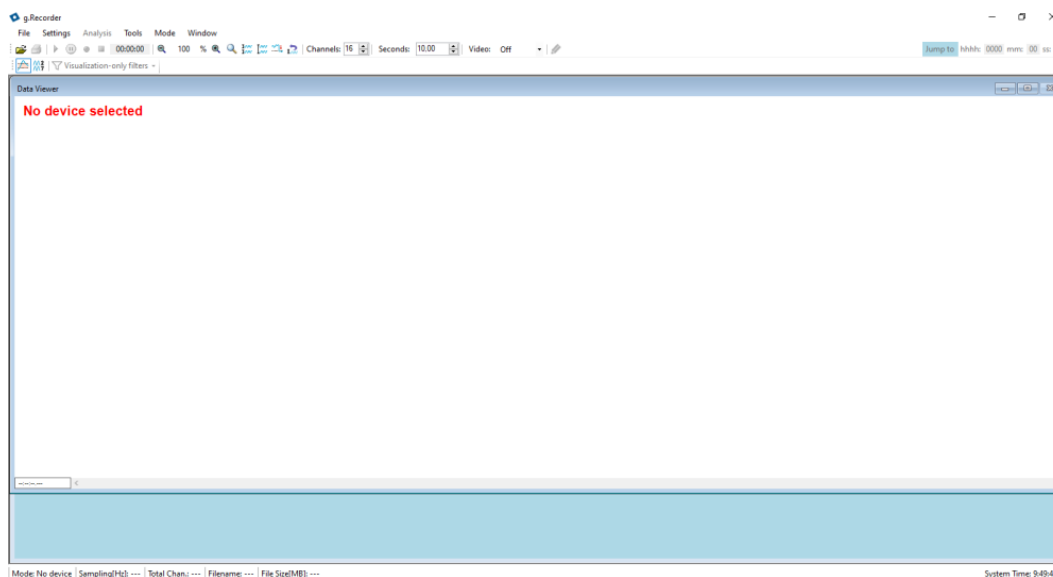 g.Recorder
File Settings Analysis Tools Mode Window
00:00:00 100 % Channels: 16 Seconds: 10.00 Video: Off Jump to: hhhh: 0000 mm: 00 ss:
Visualization-only filters
Data Viewer
No device selected
--:--:--.---
Mode: No device Sampling[Hz]: --- Total Chan.: --- Filename: --- File Size[MB]: --- System Time: 9:49:4